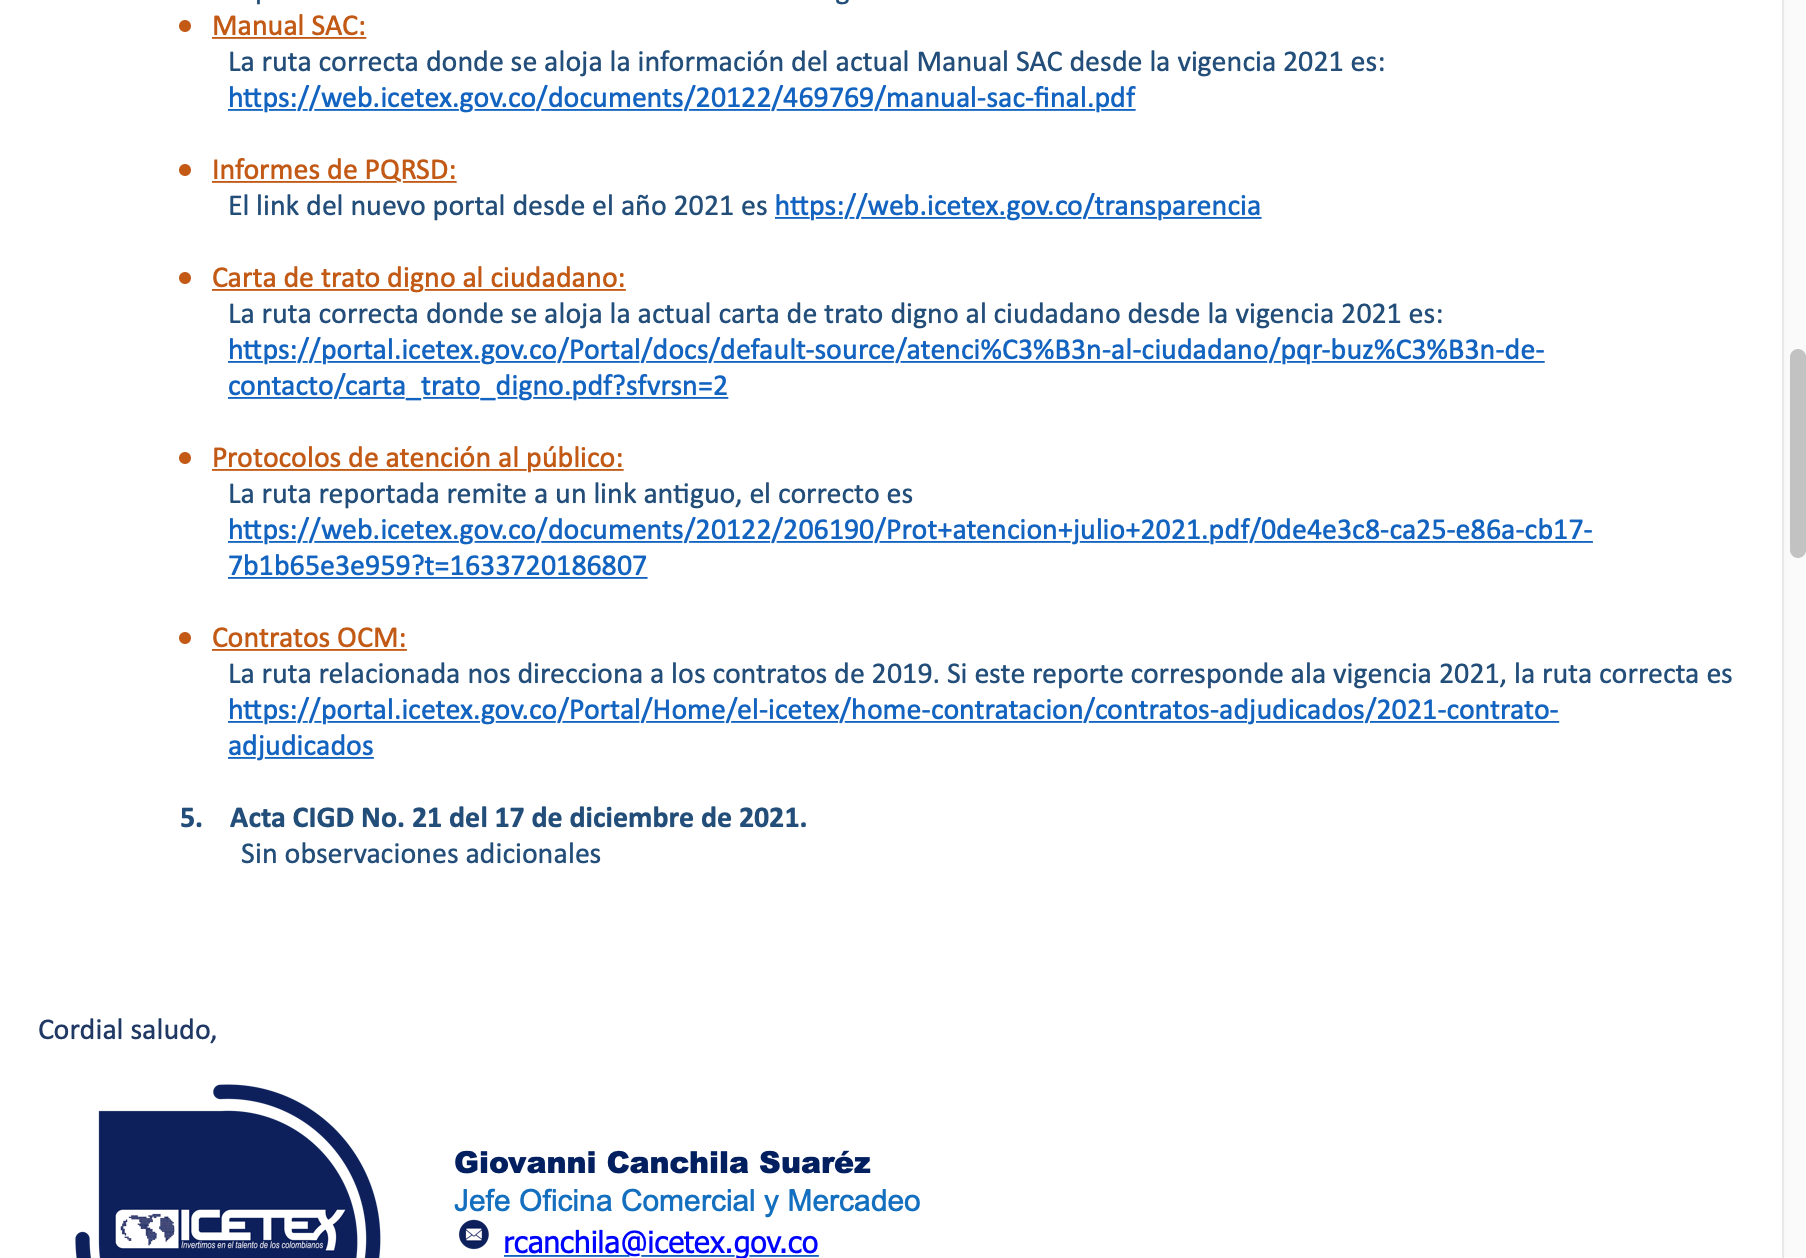 Manual SAC:
La ruta correcta donde se aloja la información del actual Manual SAC desde la vigencia 2021 es:
https://web.icetex.gov.co/documents/20122/469769/manual-sac-final.pdf
Informes de PQRSD:
El link del nuevo portal desde el año 2021 es https://web.icetex.gov.co/transparencia
Carta de trato digno al ciudadano:
La ruta correcta donde se aloja la actual carta de trato digno al ciudadano desde la vigencia 2021 es:
https://portal.icetex.gov.co/Portal/docs/default-source/atenci%C3%B3n-al-ciudadano/pqr-buz%C3%B3n-de-
contacto/carta_trato_digno.pdf?sfvrsn=2
Protocolos de atención al público:
La ruta reportada remite a un link antiguo, el correcto es
https://web.icetex.gov.co/documents/20122/206190/Prot+atencion+julio+2021.pdf/0de4e3c8-ca25-e86a-cb17-
7b1b65e3e959?t=1633720186807
Contratos OCM:
La ruta relacionada nos direcciona a los contratos de 2019. Si este reporte corresponde ala vigencia 2021, la ruta correcta es
https://portal.icetex.gov.co/Portal/Home/el-icetex/home-contratacion/contratos-adjudicados/2021-contrato-
adjudicados
5. Acta CIGD No. 21 del 17 de diciembre de 2021.
Sin observaciones adicionales
Cordial saludo,
Giovanni Canchila Suaréz
Jefe Oficina Comercial y Mercadeo
rcanchila@icetex.gov.co
ICETEX
Invertimos en el talento de los colombianos